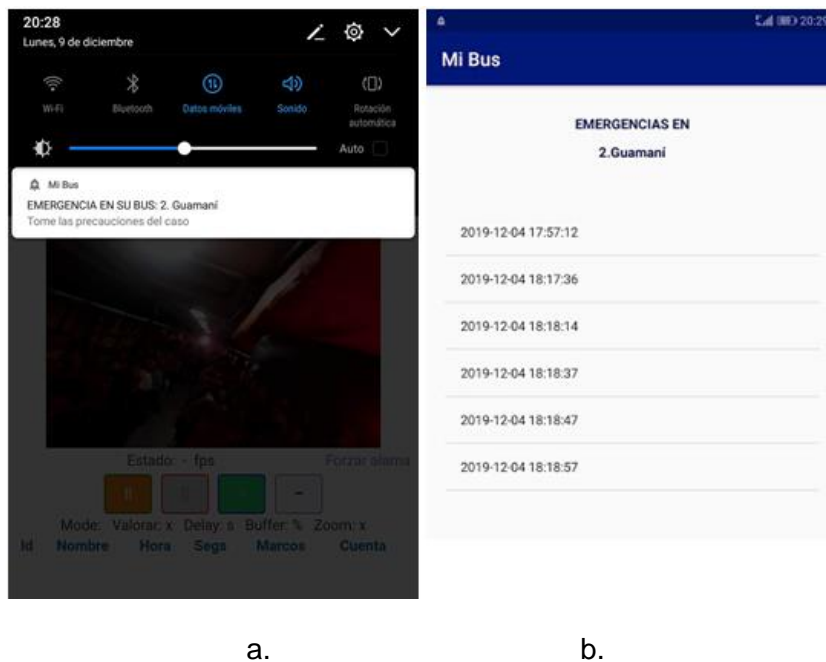 20:28
Lunes, 9 de diciembre
Wi-Fi
Bluetooth
Datos móviles
Sonido
Rotación
automática
Auto
Mi Bus
EMERGENCIA EN SU BUS: 2. Guamaní
Tome las precauciones del caso
Estado: - fps
Forzar alarma
Mode: Valorar: x Delay: s Buffer: % Zoom: x
Id Nombre Hora Segs Marcos Cuenta
a.
20:29
Mi Bus
EMERGENCIAS EN
2.Guamaní
2019-12-04 17:57:12
2019-12-04 18:17:36
2019-12-04 18:18:14
2019-12-04 18:18:37
2019-12-04 18:18:47
2019-12-04 18:18:57
b.